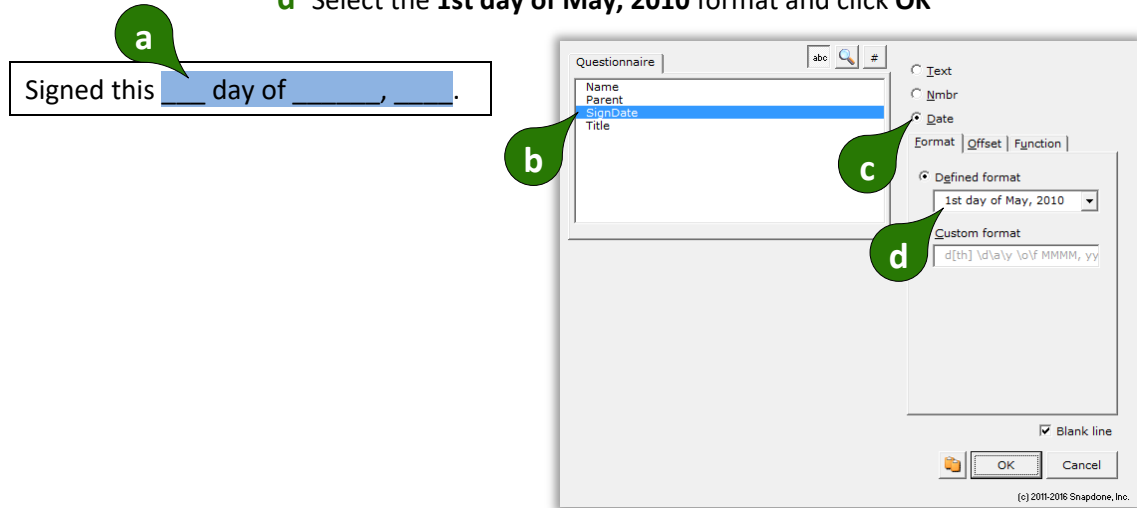 d Select the 1st day of May, 2010 format and click OK
a
Signed this ___ day of ______, ____.
Questionnaire
abc #
Name
Parent
SignDate
Title
b
Text
Nmbr
Date
c
Format Offset Function
Defined format
1st day of May, 2010
d
Custom format
d[th] \d\a\y \o\f MMMM, yy
Blank line
OK Cancel
(c) 2011-2016 Snapdone, Inc.